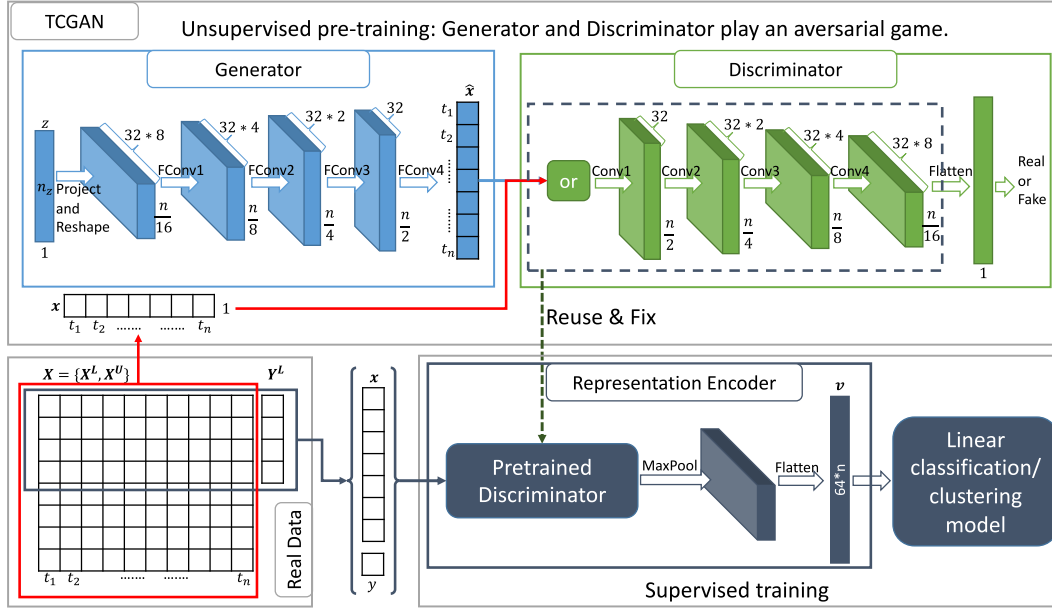 TCGAN
Unsupervised pre-training: Generator and Discriminator play an aversarial game.
Generator
z
n_z
1
Project
and
Reshape
32 * 8
n/16
FConv1
32 * 4
n/8
FConv2
32 * 2
n/4
FConv3
32
n/2
FConv4
x̂
t_1
t_2
......
......
t_n
Discriminator
or
Conv1
32
n/2
Conv2
32 * 2
n/4
Conv3
32 * 4
n/8
Conv4
32 * 8
n/16
Flatten
1
Real
or
Fake
x
1
t_1 t_2 ....... ....... t_n
Reuse & Fix
X = {X^L, X^U}
Y^L
t_1 t_2 ....... ....... t_n
Real Data
x
y
Representation Encoder
Pretrained
Discriminator
MaxPool
Flatten
v
64*n
Linear
classification/
clustering
model
Supervised training